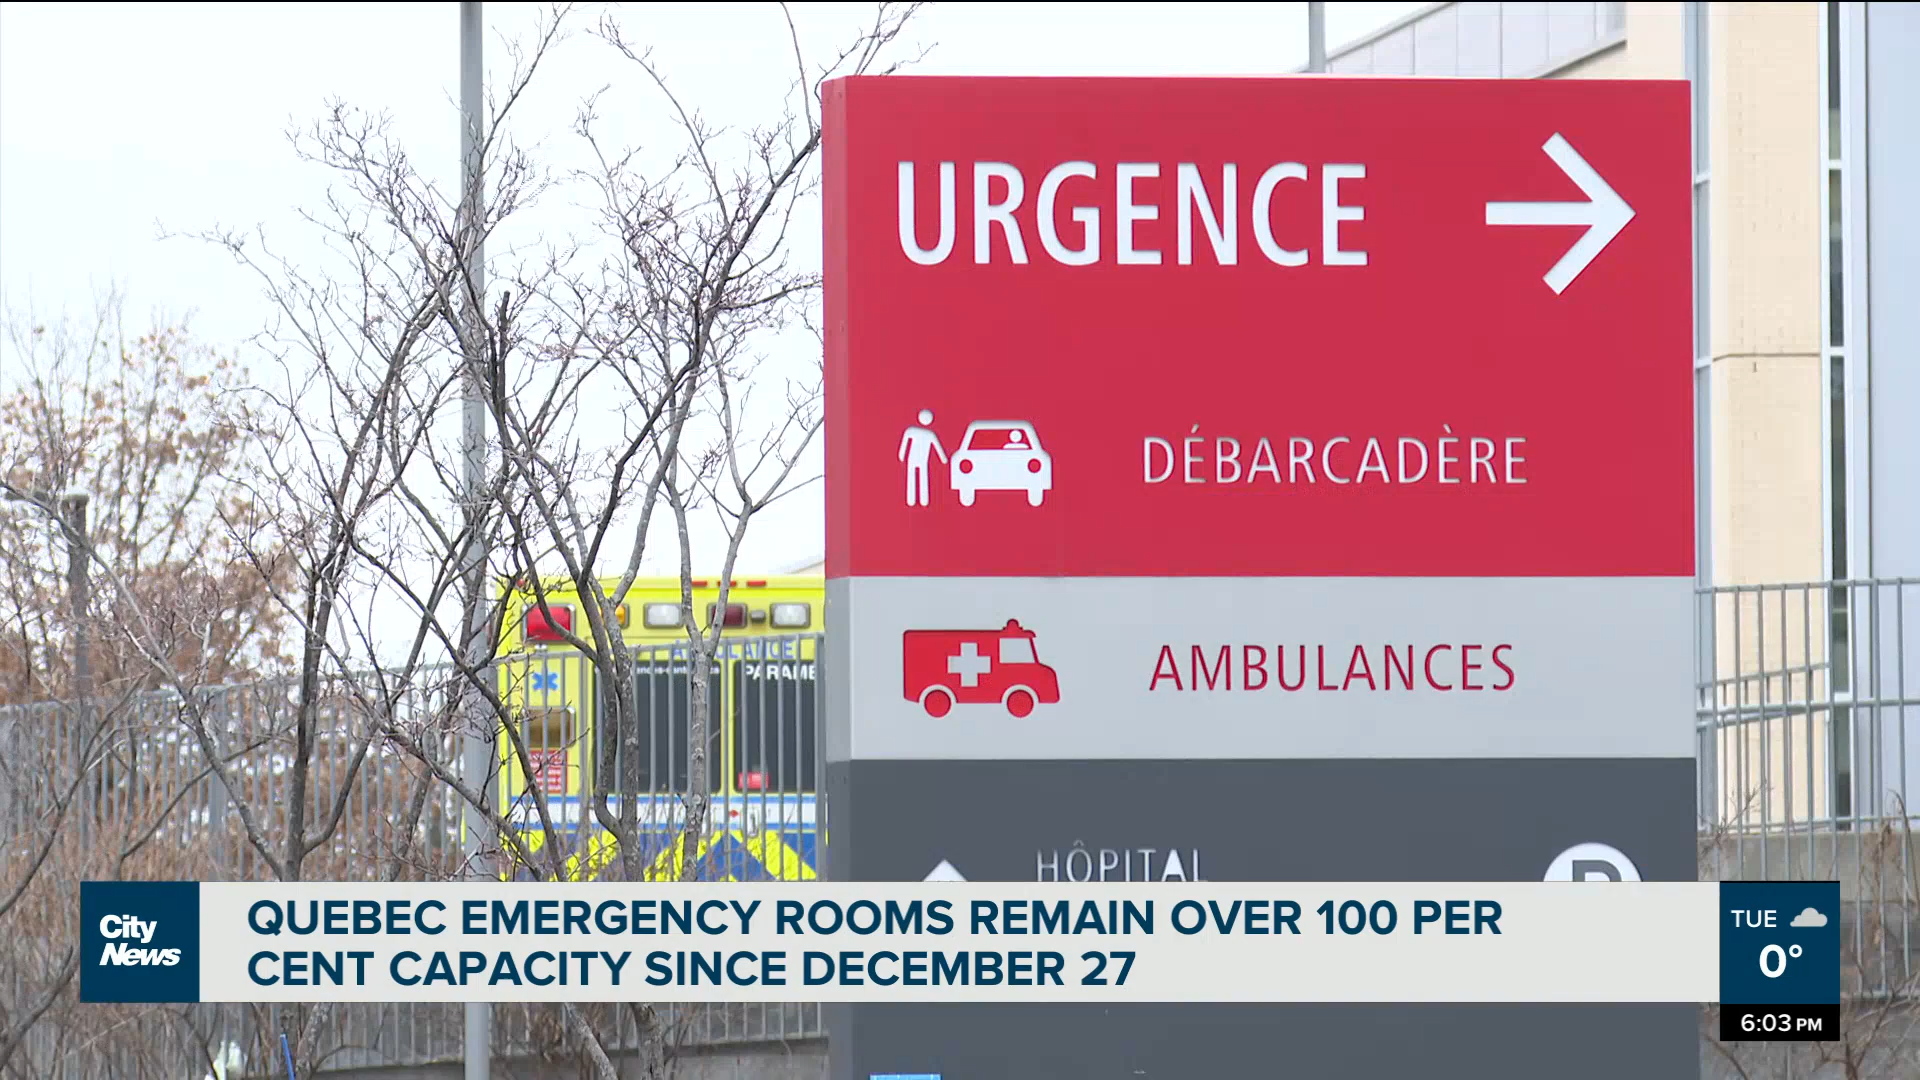 URGENCE
DÉBARCADÈRE
AMBULANCES
HÔPITAL
AMBULANCE
City
News
QUEBEC EMERGENCY ROOMS REMAIN OVER 100 PER
CENT CAPACITY SINCE DECEMBER 27
TUE
0°
6:03 PM